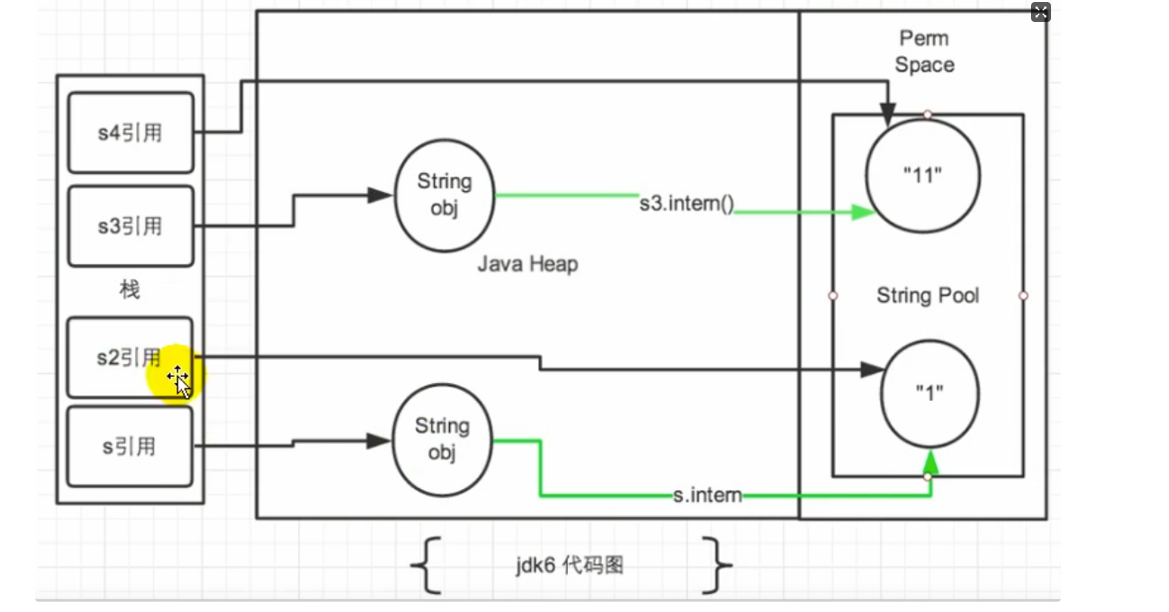 Perm
Space
s4引用
"11"
String
obj
s3.intern()
s3引用
Java Heap
栈
String Pool
s2引用
"1"
String
obj
s引用
s.intern
jdk6 代码图